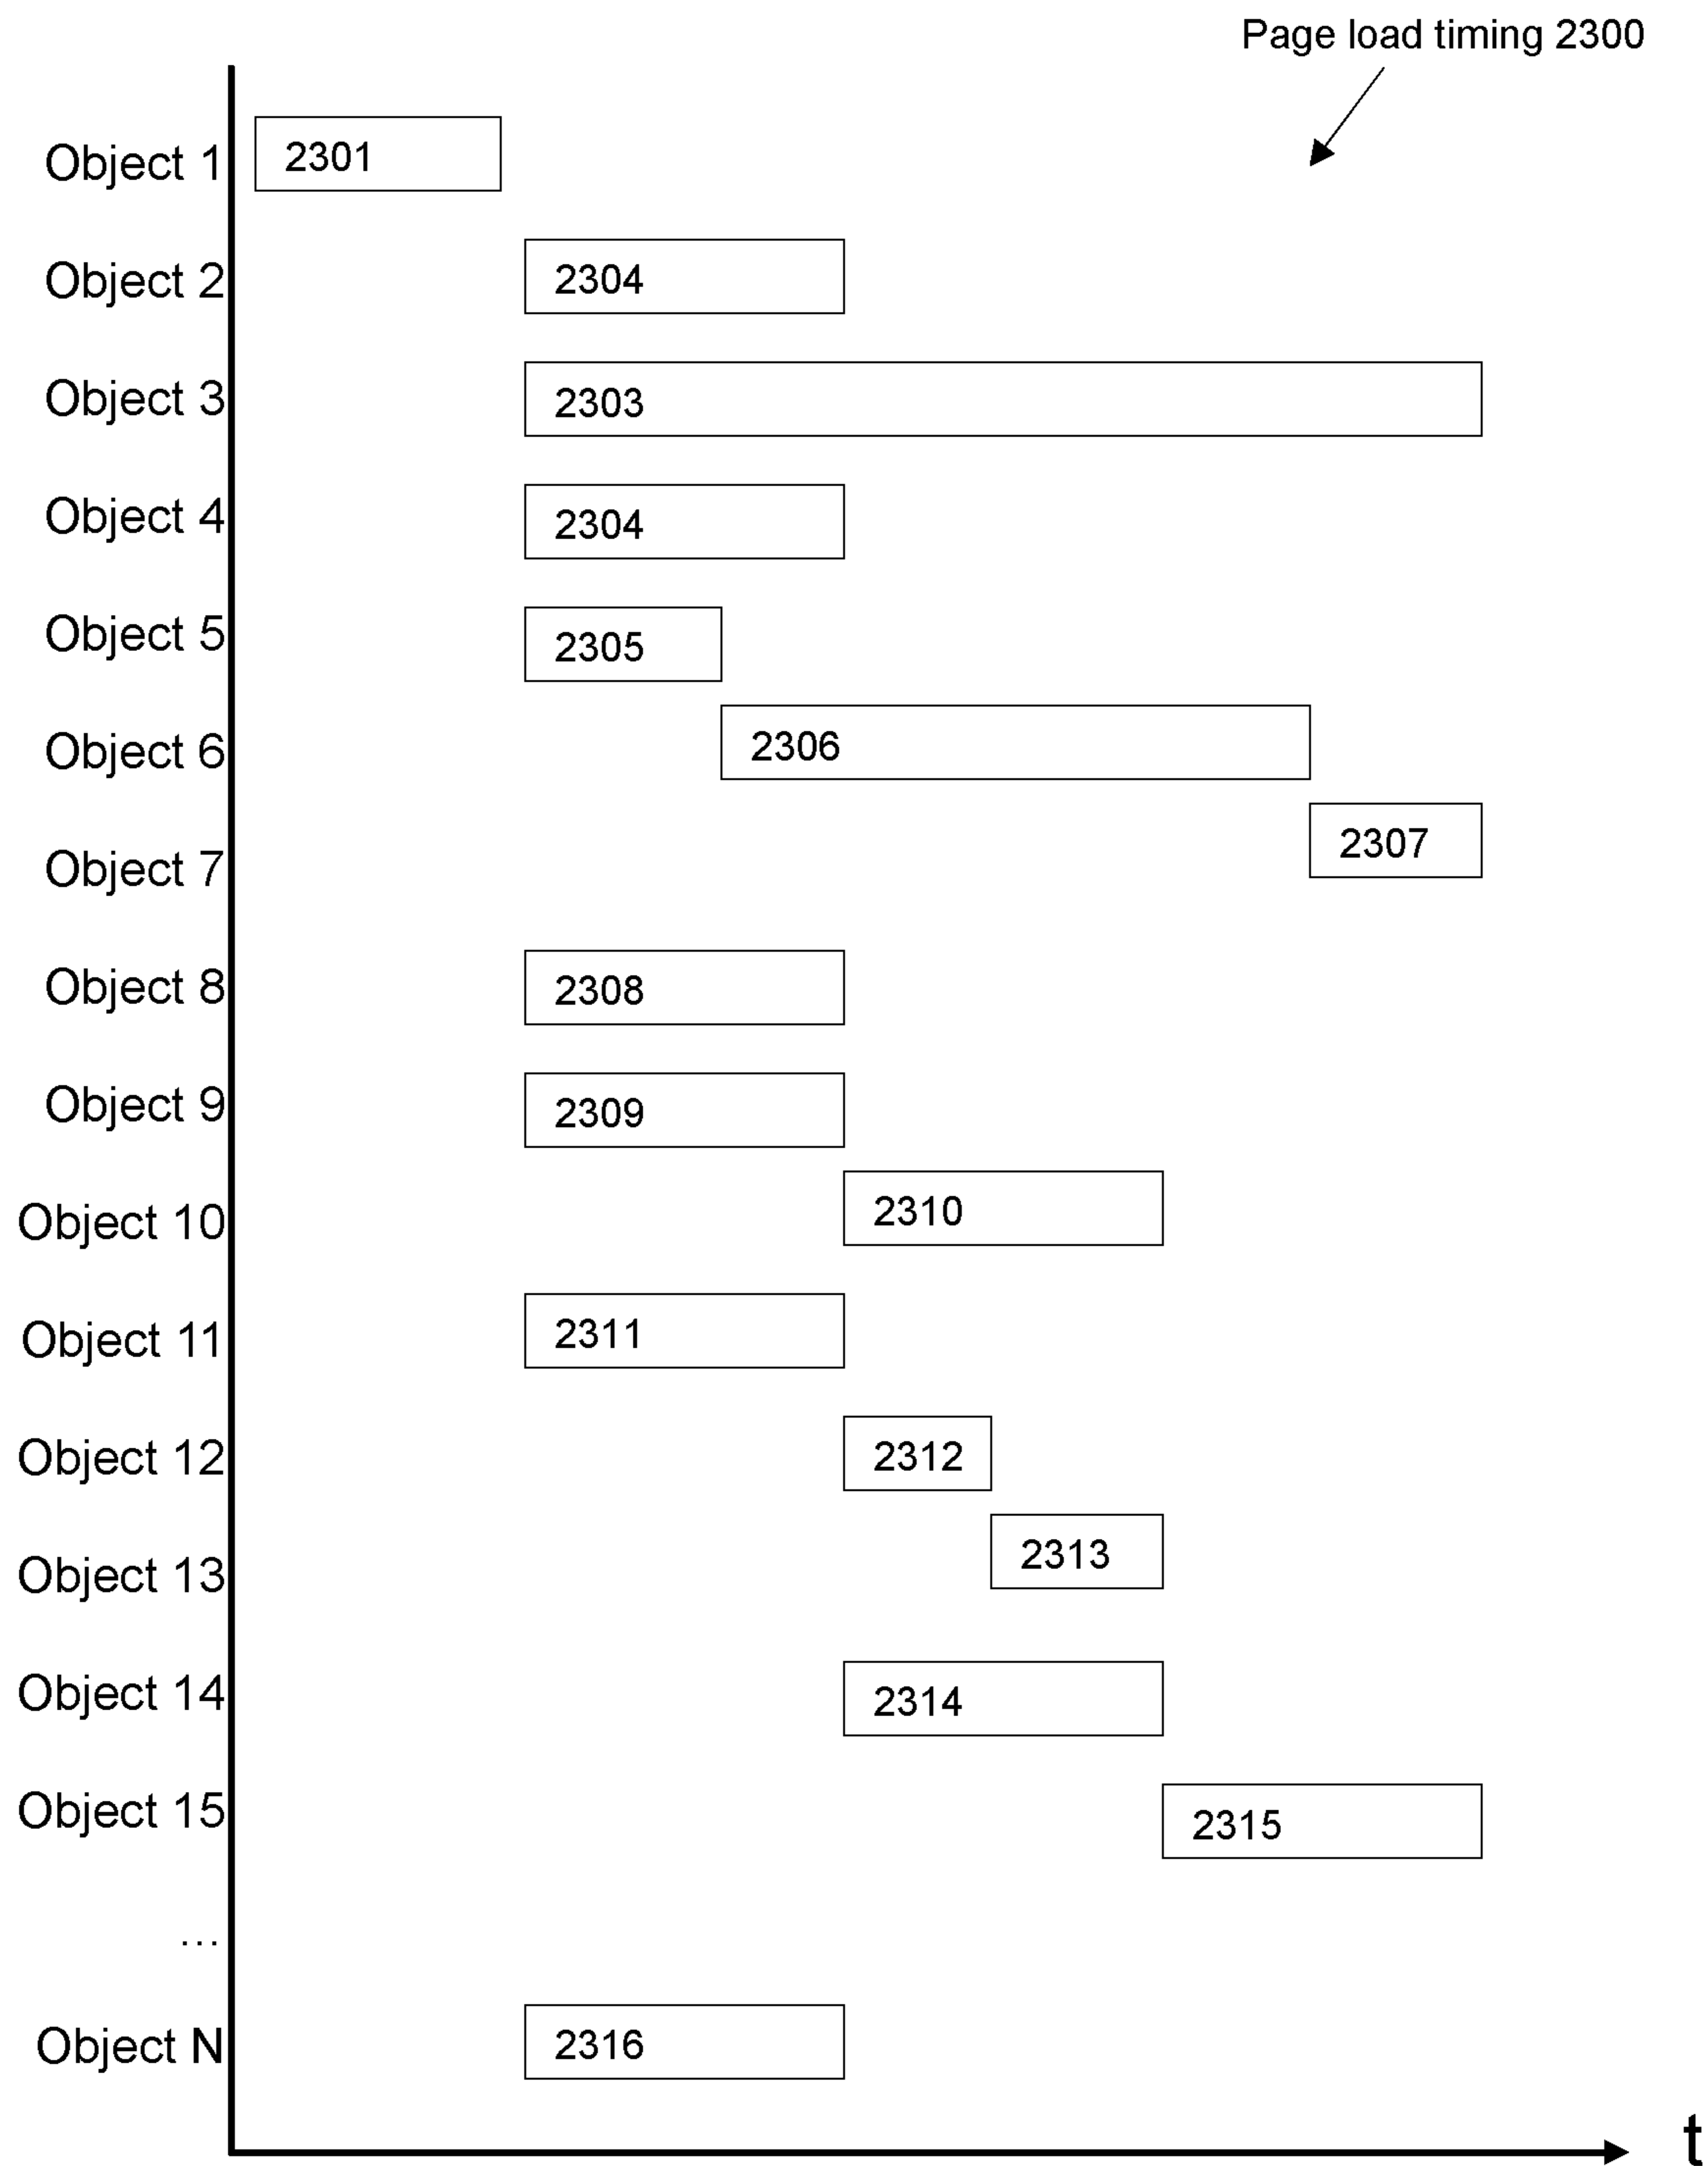 Page load timing 2300
Object 1 2301
Object 2 2304
Object 3 2303
Object 4 2304
Object 5 2305
Object 6 2306
Object 7 2307
Object 8 2308
Object 9 2309
Object 10 2310
Object 11 2311
Object 12 2312
Object 13 2313
Object 14 2314
Object 15 2315
...
Object N 2316
t